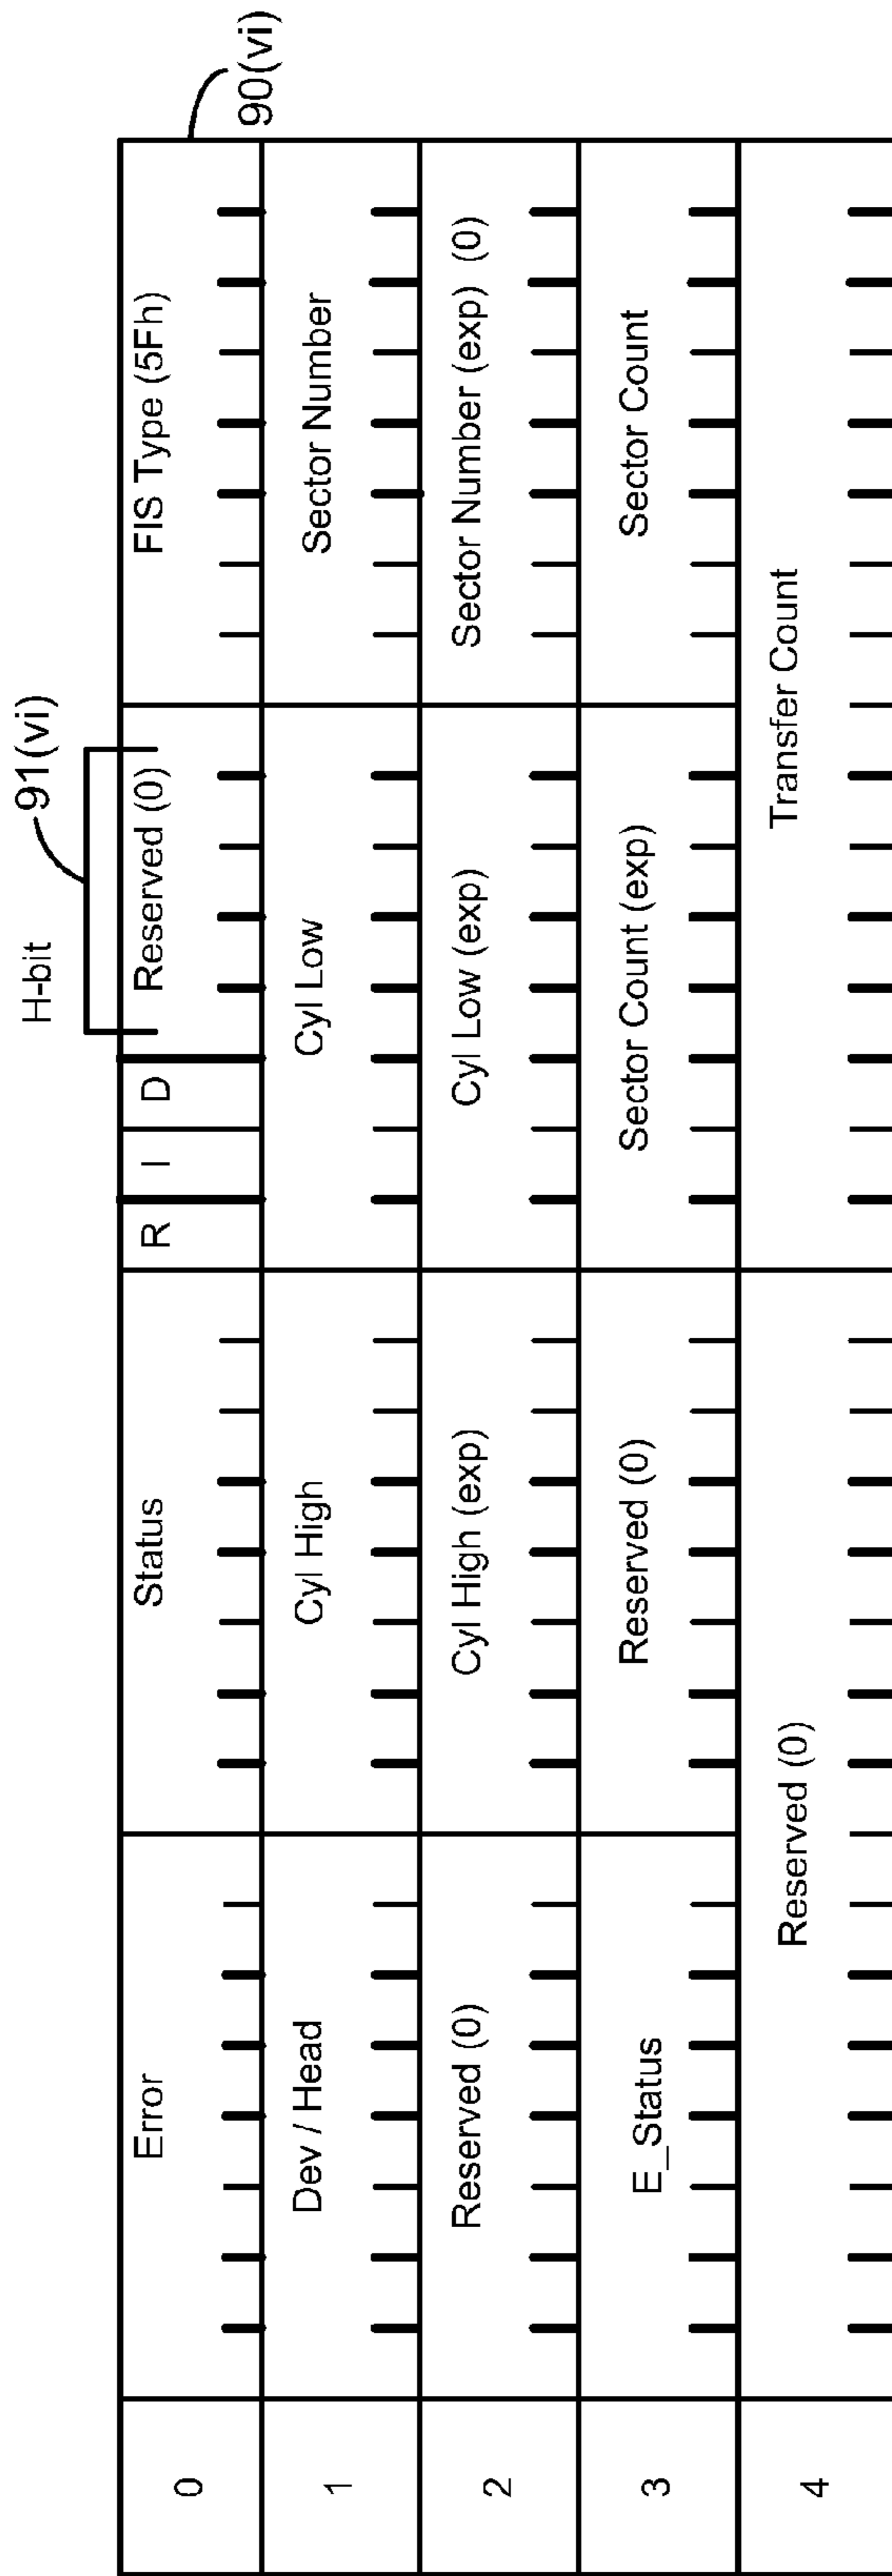 H-bit
91(vi)
90(vi)
0 Error Status R I D Reserved (0) FIS Type (5Fh)
1 Dev / Head Cyl High Cyl Low Sector Number
2 Reserved (0) Cyl High (exp) Cyl Low (exp) Sector Number (exp) (0)
3 E_Status Reserved (0) Sector Count (exp) Sector Count
4 Reserved (0) Transfer Count